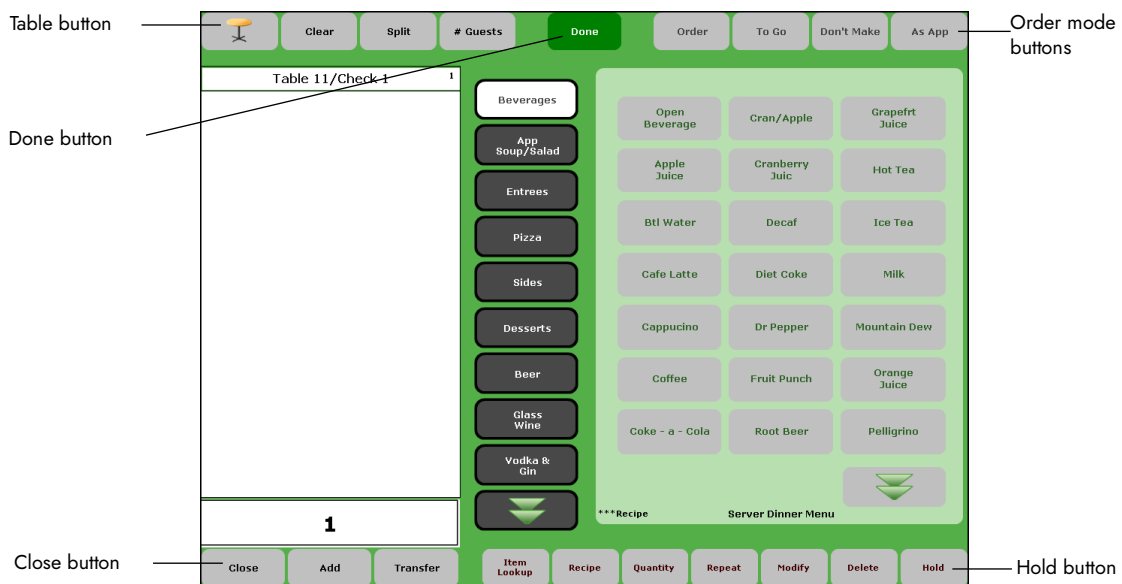 Table button
Clear
Split
# Guests
Done
Order
To Go
Don't Make
As App
Order mode
buttons
Table 11/Check 1
1
Done button
Beverages
App
Soup/Salad
Entrees
Pizza
Sides
Desserts
Beer
Glass
Wine
Vodka &
Gin
Open
Beverage
Cran/Apple
Grapefrt
Juice
Apple
Juice
Cranberry
Juic
Hot Tea
Btl Water
Decaf
Ice Tea
Cafe Latte
Diet Coke
Milk
Cappucino
Dr Pepper
Mountain Dew
Coffee
Fruit Punch
Orange
Juice
Coke - a - Cola
Root Beer
Pelligrino
***Recipe
Server Dinner Menu
1
Close button
Close
Add
Transfer
Item
Lookup
Recipe
Quantity
Repeat
Modify
Delete
Hold
Hold button